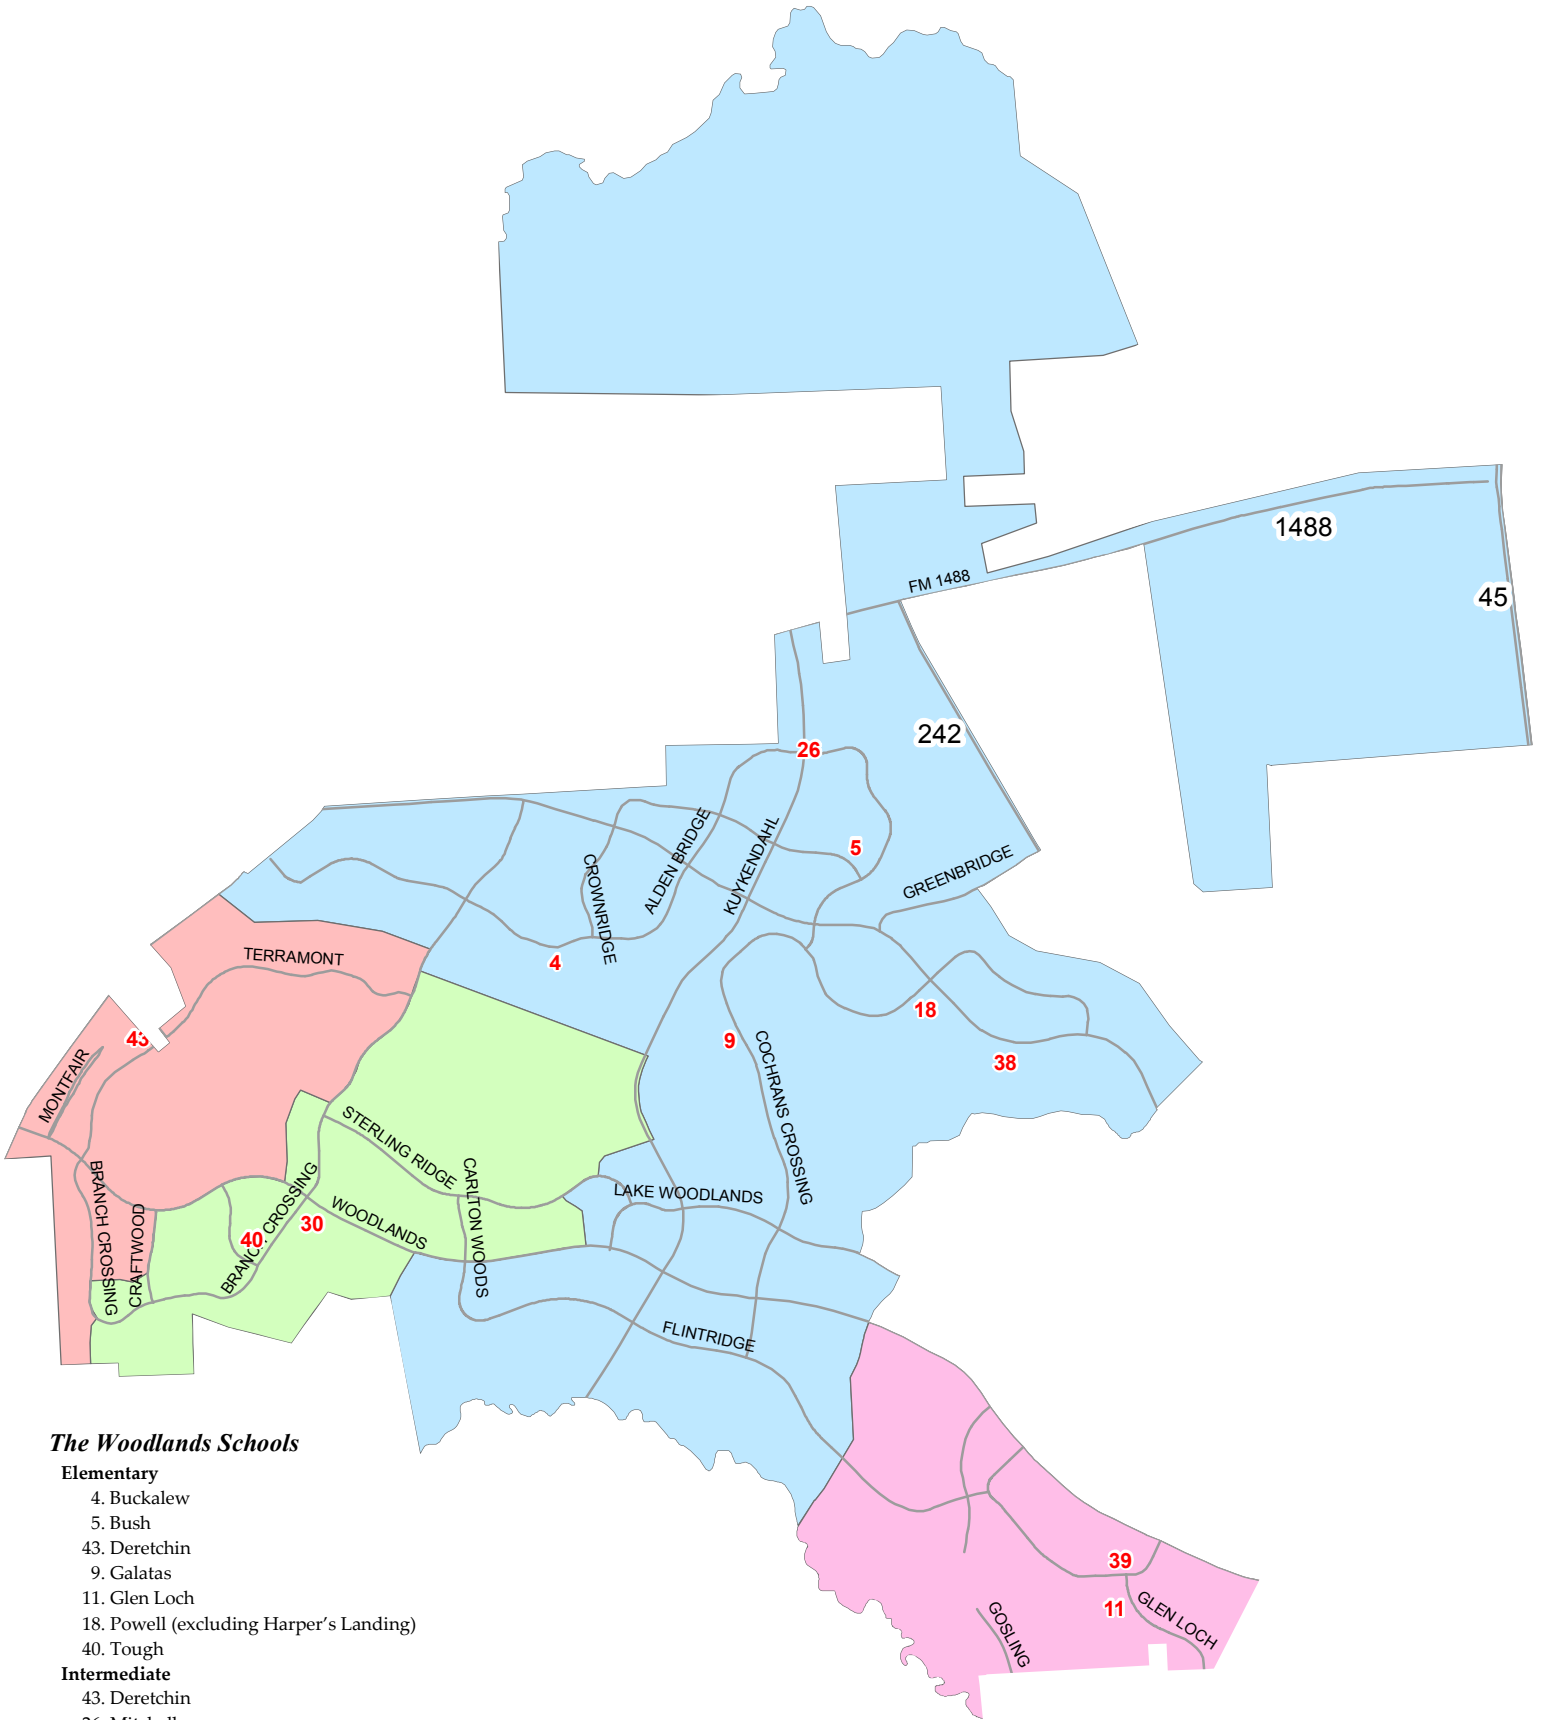 1488
FM 1488
45
242
26
CROWNRIDGE
ALDEN BRIDGE
KUYKENDAHL
5
GREENBRIDGE
TERRAMONT
4
18
43
9
COCHRANS CROSSING
38
MONTFAIR
STERLING RIDGE
BRANCH CROSSING
CRAFTWOOD
BRANCH CROSSING
40
30
WOODLANDS
CARLTON WOODS
LAKE WOODLANDS
FLINTRIDGE
39
11
GLEN LOCH
GOSLING
The Woodlands Schools
Elementary
4. Buckalew
5. Bush
43. Deretchin
9. Galatas
11. Glen Loch
18. Powell (excluding Harper's Landing)
40. Tough
Intermediate
43. Deretchin